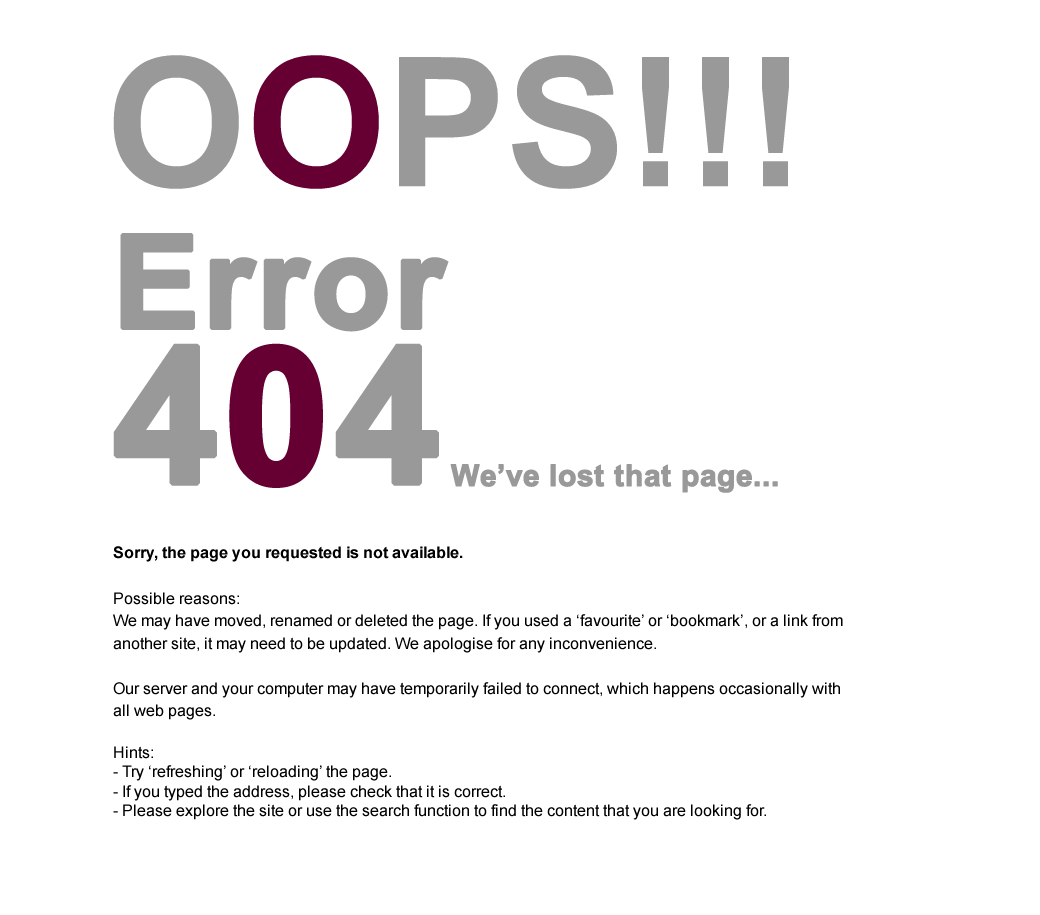 OOPS!!!
Error
404 We’ve lost that page...
Sorry, the page you requested is not available.
Possible reasons:
We may have moved, renamed or deleted the page. If you used a ‘favourite’ or ‘bookmark’, or a link from
another site, it may need to be updated. We apologise for any inconvenience.
Our server and your computer may have temporarily failed to connect, which happens occasionally with
all web pages.
Hints:
- Try ‘refreshing’ or ‘reloading’ the page.
- If you typed the address, please check that it is correct.
- Please explore the site or use the search function to find the content that you are looking for.